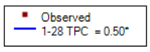 Observed
1-28 TPC = 0.50*